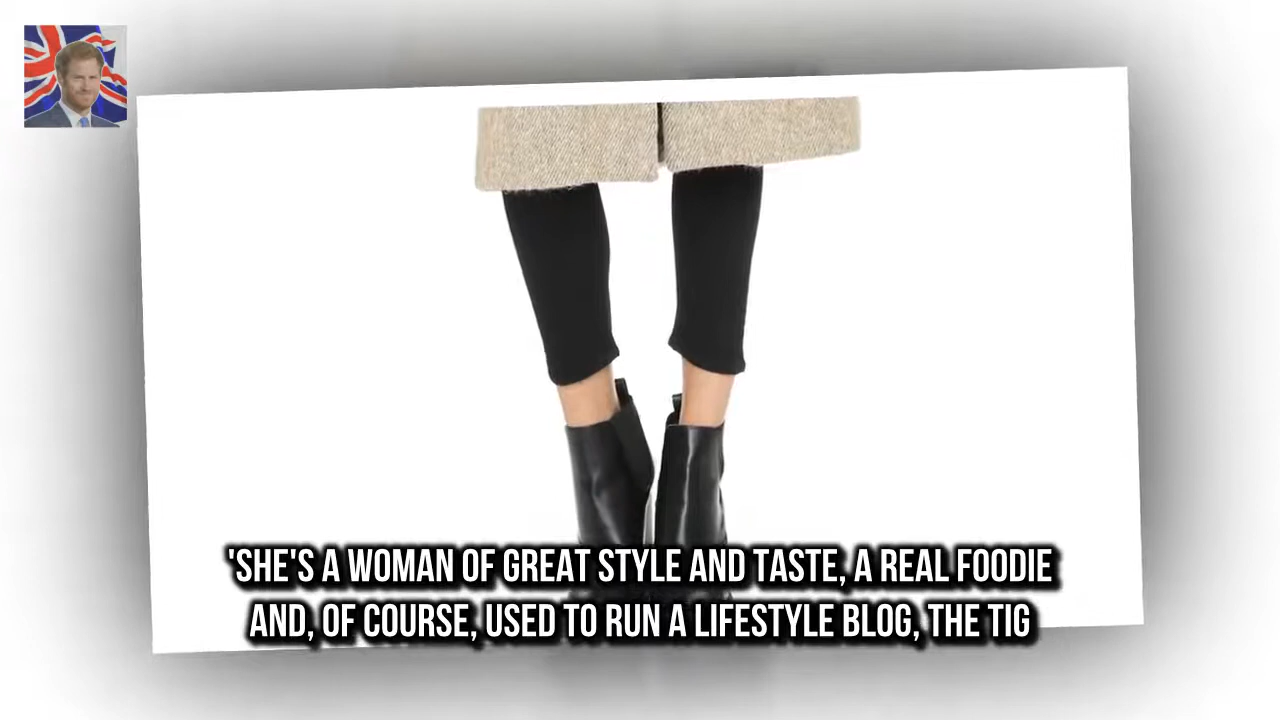 'SHE'S A WOMAN OF GREAT STYLE AND TASTE, A REAL FOODIE
AND, OF COURSE, USED TO RUN A LIFESTYLE BLOG, THE TIG